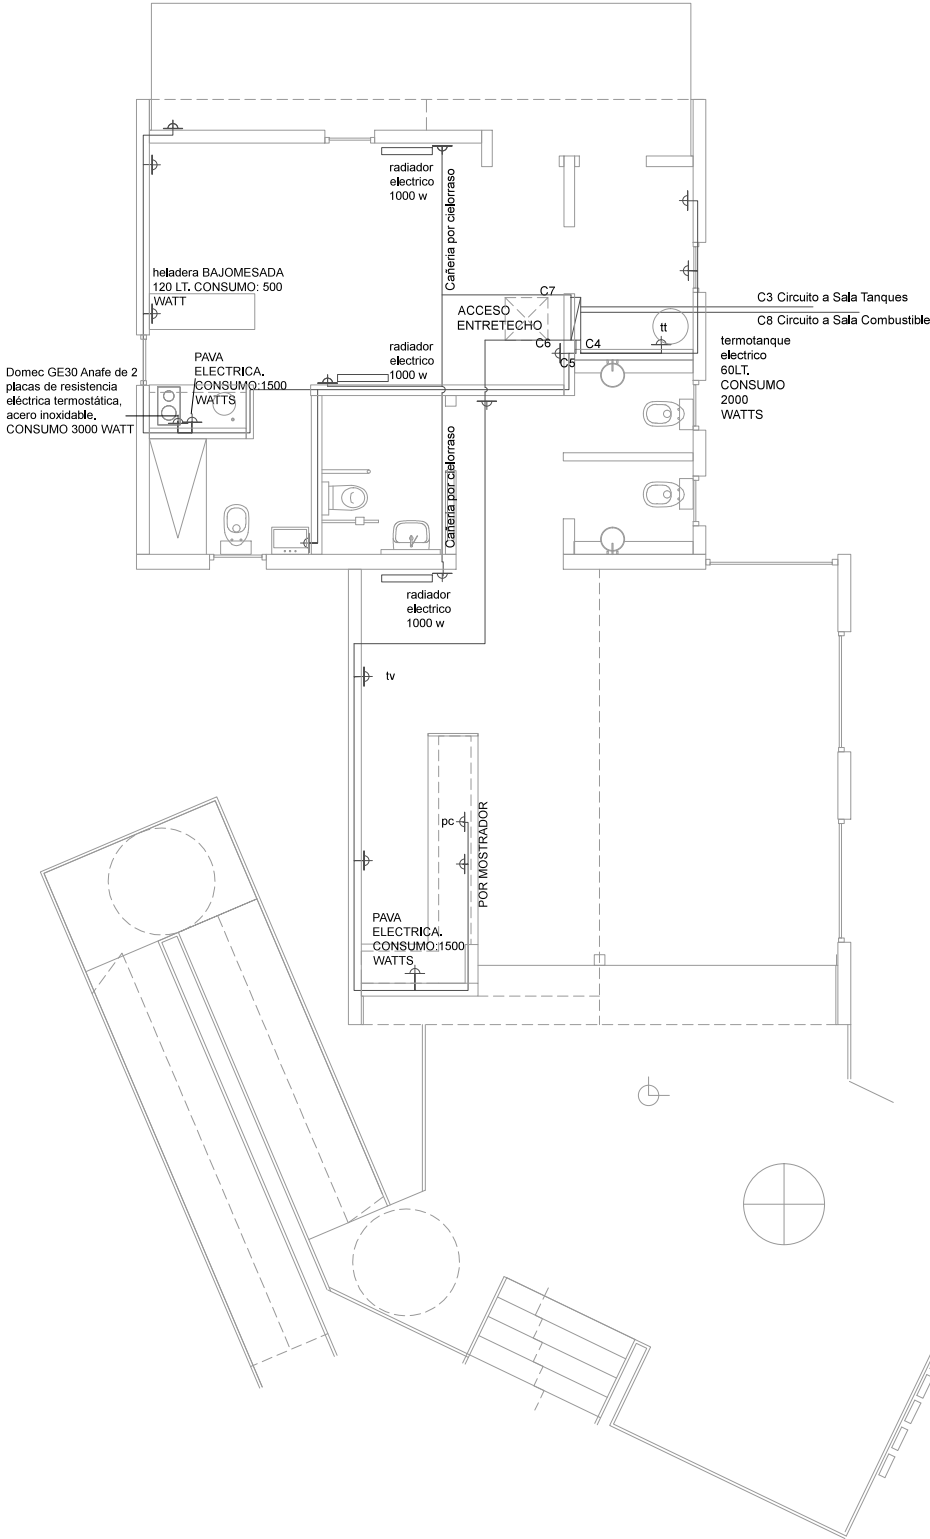 radiador
electrico
1000 w
Cañeria por cielorraso
heladera BAJOMESADA
120 LT. CONSUMO: 500
WATT
C7
ACCESO
ENTRETECHO
C3 Circuito a Sala Tanques
C8 Circuito a Sala Combustible
tt
C6
C4
C5
termotanque
electrico
60LT.
CONSUMO
2000
WATTS
radiador
electrico
1000 w
PAVA
ELECTRICA.
CONSUMO:1500
WATTS
Domec GE30 Anafe de 2
placas de resistencia
eléctrica termostática,
acero inoxidable.
CONSUMO 3000 WATT
Cañeria por cielorraso
radiador
electrico
1000 w
tv
pc
POR MOSTRADOR
PAVA
ELECTRICA.
CONSUMO:1500
WATTS